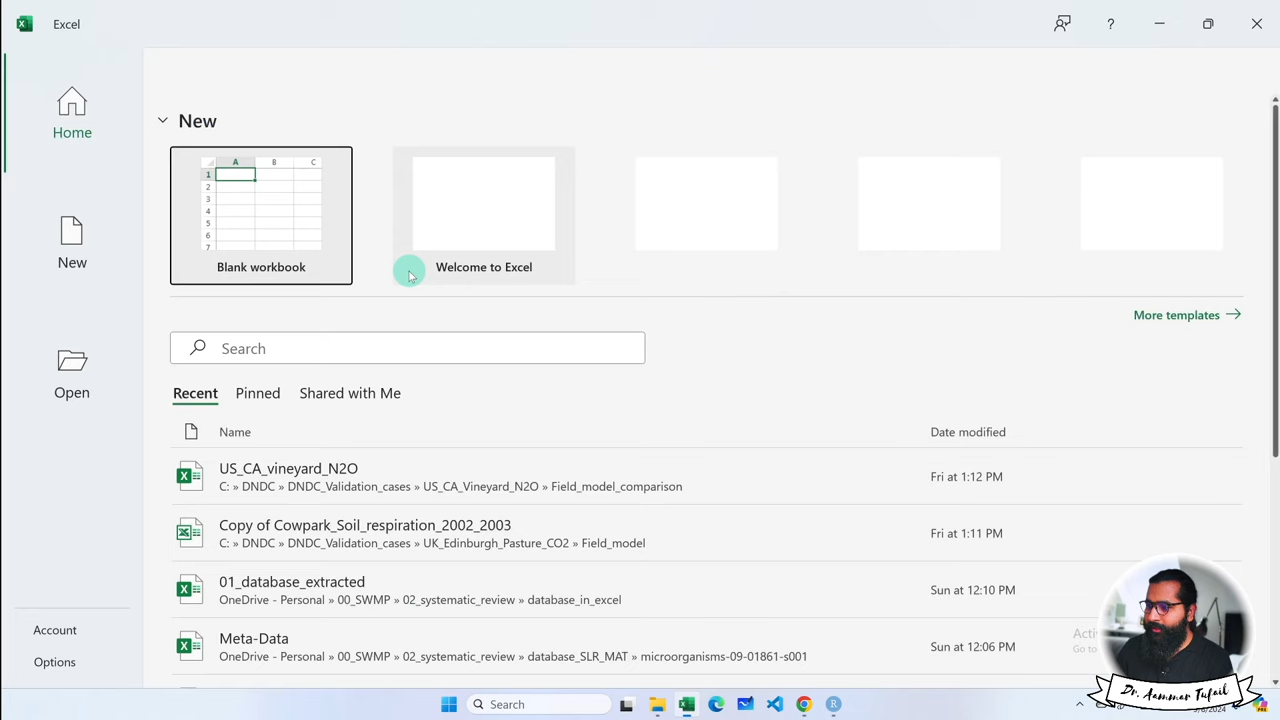 Excel
Home
New
Open
Account
Options
New
A B C
1
2
3
4
5
6
7
Blank workbook
Welcome to Excel
More templates
Search
Recent Pinned Shared with Me
Name Date modified
US_CA_vineyard_N2O
C: » DNDC » DNDC_Validation_cases » US_CA_Vineyard_N2O » Field_model_comparison
Fri at 1:12 PM
Copy of Cowpark_Soil_respiration_2002_2003
C: » DNDC » DNDC_Validation_cases » UK_Edinburgh_Pasture_CO2 » Field_model
Fri at 1:11 PM
01_database_extracted
OneDrive - Personal » 00_SWMP » 02_systematic_review » database_in_excel
Sun at 12:10 PM
Meta-Data
OneDrive - Personal » 00_SWMP » 02_systematic_review » database_SLR_MAT » microorganisms-09-01861-s001
Sun at 12:06 PM
Acti
Go to
Dr. Aammar Tufail
Search